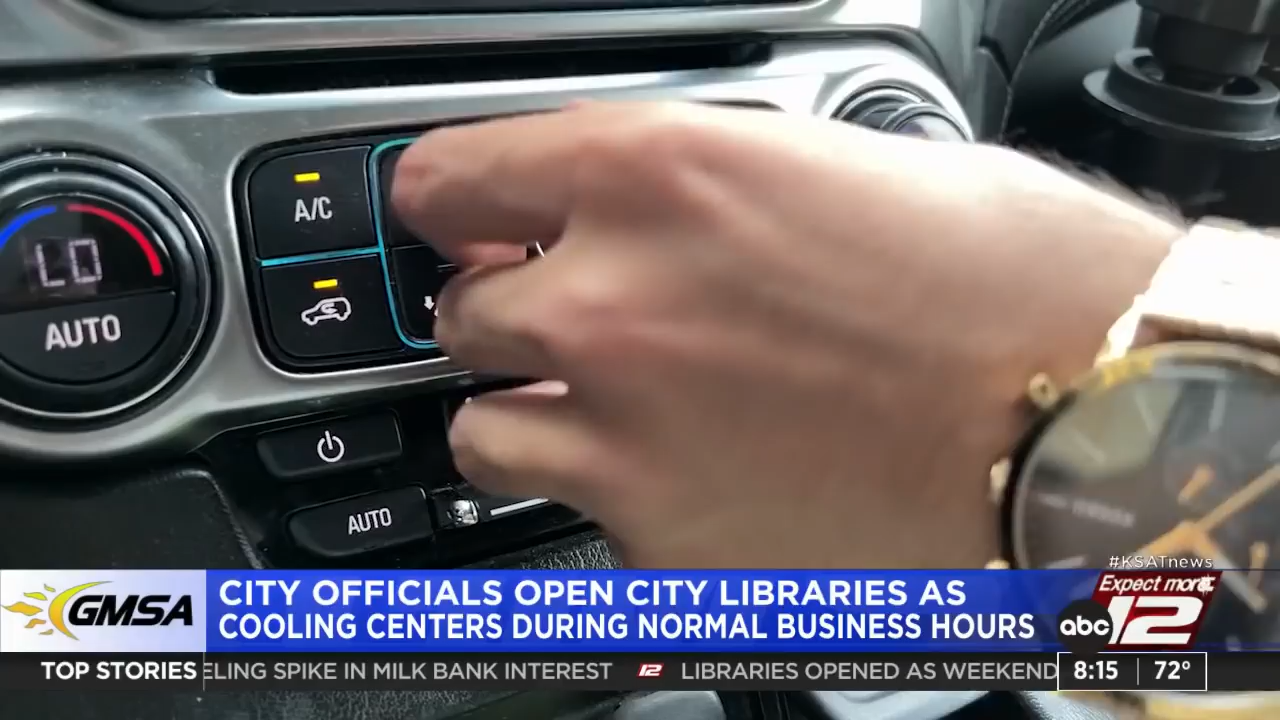 A/C
LO
AUTO
AUTO
#KSATnews
GMSA
CITY OFFICIALS OPEN CITY LIBRARIES AS
COOLING CENTERS DURING NORMAL BUSINESS HOURS
Expect more
abc 12
TOP STORIES ELING SPIKE IN MILK BANK INTEREST 12 LIBRARIES OPENED AS WEEKEND 8:15 72°